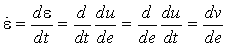 ε̇ = dε/dt = d/dt du/de = d/de du/dt = dv/de